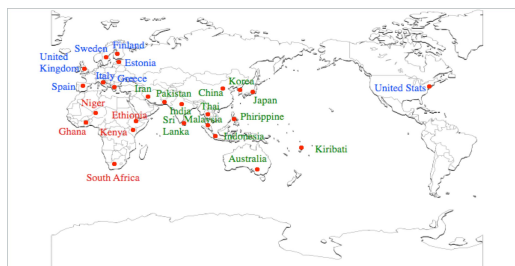 Sweden
Finland
United
Kingdom
Estonia
Spain
Italy
Greece
Iran
Pakistan
China
Korea
Japan
United Stats
Niger
Ethiopia
India
Thai
Sri
Lanka
Malaysia
Phirippine
Ghana
Kenya
Indonesia
Kiribati
Australia
South Africa